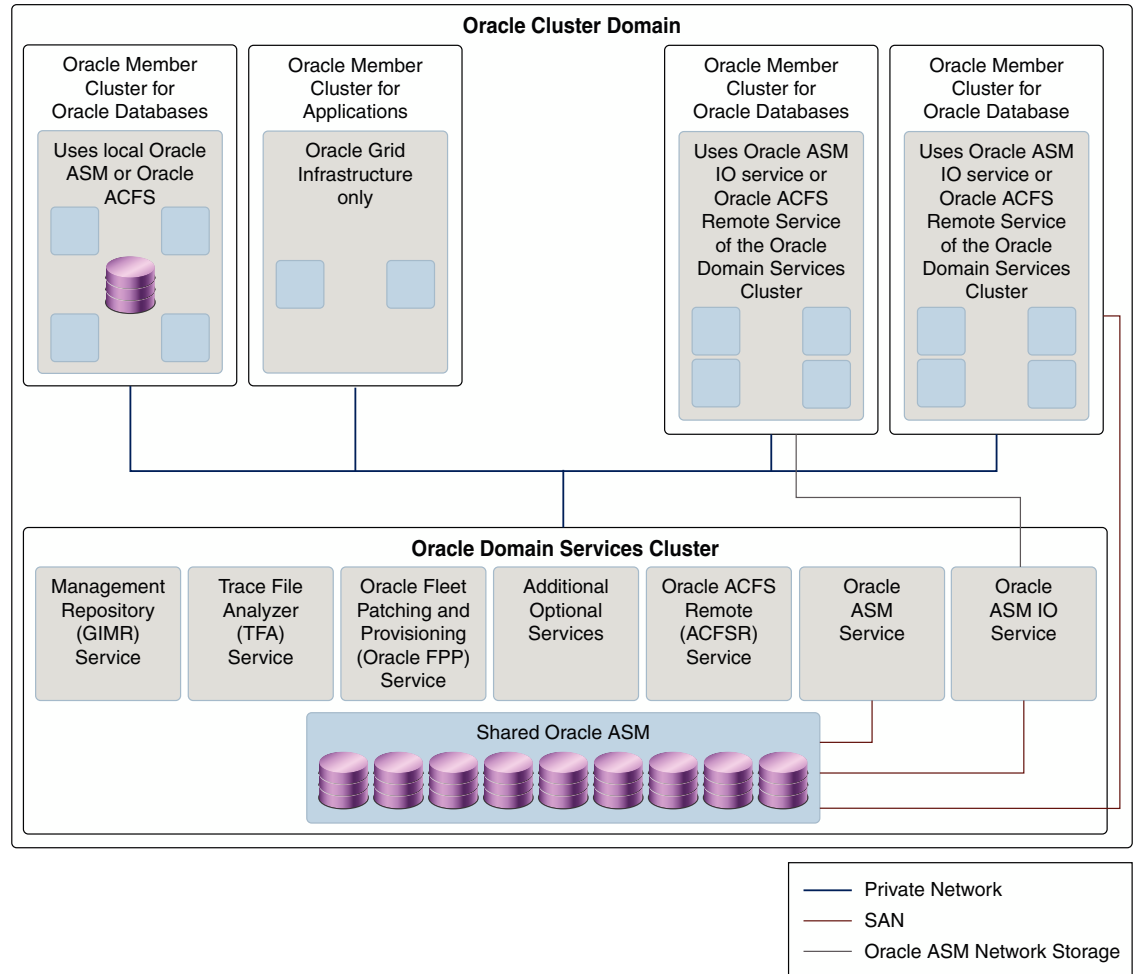 Oracle Cluster Domain
Oracle Member
Cluster for
Oracle Databases
Uses local Oracle
ASM or Oracle
ACFS
Oracle Member
Cluster for
Applications
Oracle Grid
Infrastructure
only
Oracle Member
Cluster for
Oracle Databases
Uses Oracle ASM
IO service or
Oracle ACFS
Remote Service
of the Oracle
Domain Services
Cluster
Oracle Member
Cluster for
Oracle Database
Uses Oracle ASM
IO service or
Oracle ACFS
Remote Service
of the Oracle
Domain Services
Cluster
Oracle Domain Services Cluster
Management
Repository
(GIMR)
Service
Trace File
Analyzer
(TFA)
Service
Oracle Fleet
Patching and
Provisioning
(Oracle FPP)
Service
Additional
Optional
Services
Oracle ACFS
Remote
(ACFSR)
Service
Oracle
ASM
Service
Oracle
ASM IO
Service
Shared Oracle ASM
Private Network
SAN
Oracle ASM Network Storage